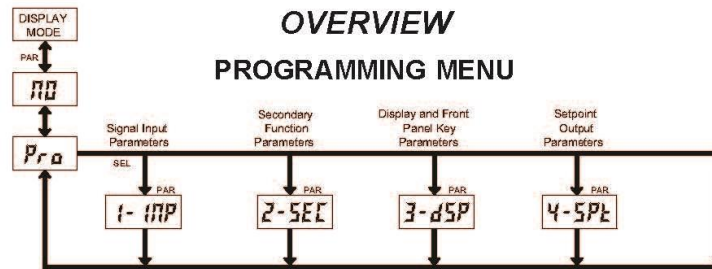 OVERVIEW
PROGRAMMING MENU
DISPLAY
MODE
PAR
NO
Pro
Signal Input
Parameters
Secondary
Function
Parameters
Display and Front
Panel Key
Parameters
Setpoint
Output
Parameters
SEL
PAR
PAR
PAR
PAR
1-INP
2-SEC
3-dSP
4-SPt